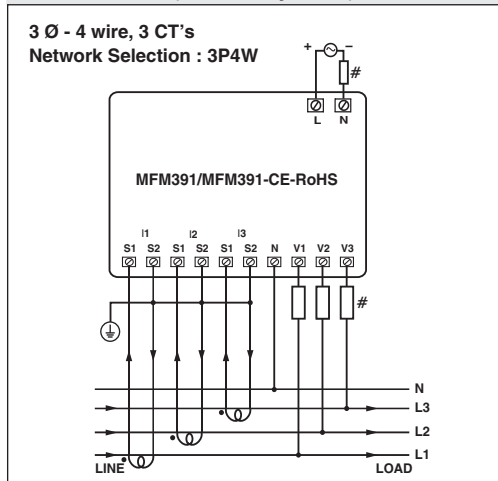 3 Ø - 4 wire, 3 CT's
Network Selection : 3P4W
+ ~ −
#
L N
MFM391/MFM391-CE-RoHS
I1 I2 I3
S1 S2 S1 S2 S1 S2 N V1 V2 V3
#
N
L3
L2
L1
LINE LOAD